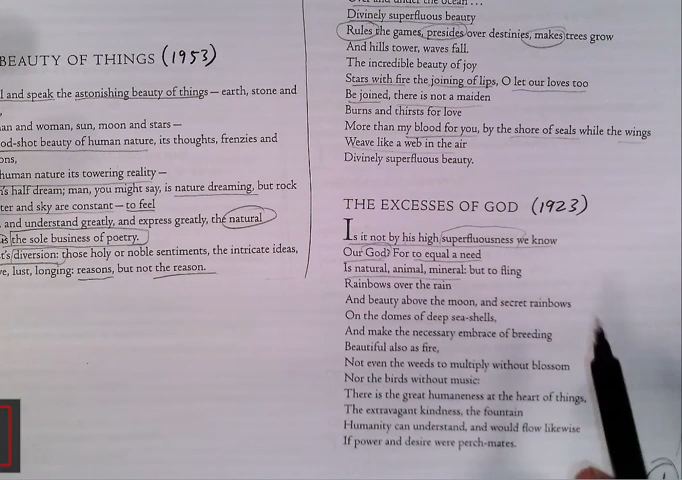 BEAUTY OF THINGS (1953)
and speak the astonishing beauty of things — earth, stone and
and woman, sun, moon and stars —
shot beauty of human nature, its thoughts, frenzies and
human nature its towering reality —
half dream; man, you might say, is nature dreaming, but rock
and sky are constant — to feel
and understand greatly, and express greatly, the natural
is the sole business of poetry.
diversion: those holy or noble sentiments, the intricate ideas,
lust, longing: reasons, but not the reason.
Over and under the ocean . . .
Divinely superfluous beauty
Rules the games, presides over destinies, makes trees grow
And hills tower, waves fall.
The incredible beauty of joy
Stars with fire the joining of lips, O let our loves too
Be joined, there is not a maiden
Burns and thirsts for love
More than my blood for you, by the shore of seals while the wings
Weave like a web in the air
Divinely superfluous beauty.
THE EXCESSES OF GOD (1923)
Is it not by his high superfluousness we know
Our God? For to equal a need
Is natural, animal, mineral: but to fling
Rainbows over the rain
And beauty above the moon, and secret rainbows
On the domes of deep sea-shells,
And make the necessary embrace of breeding
Beautiful also as fire,
Not even the weeds to multiply without blossom
Nor the birds without music:
There is the great humaneness at the heart of things,
The extravagant kindness, the fountain
Humanity can understand, and would flow likewise
If power and desire were perch-mates.